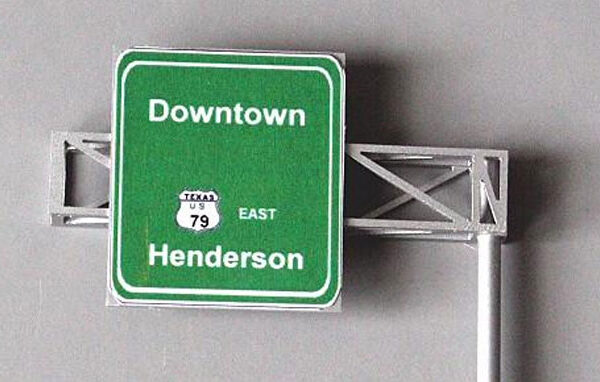 Downtown
TEXAS
US
79
EAST
Henderson